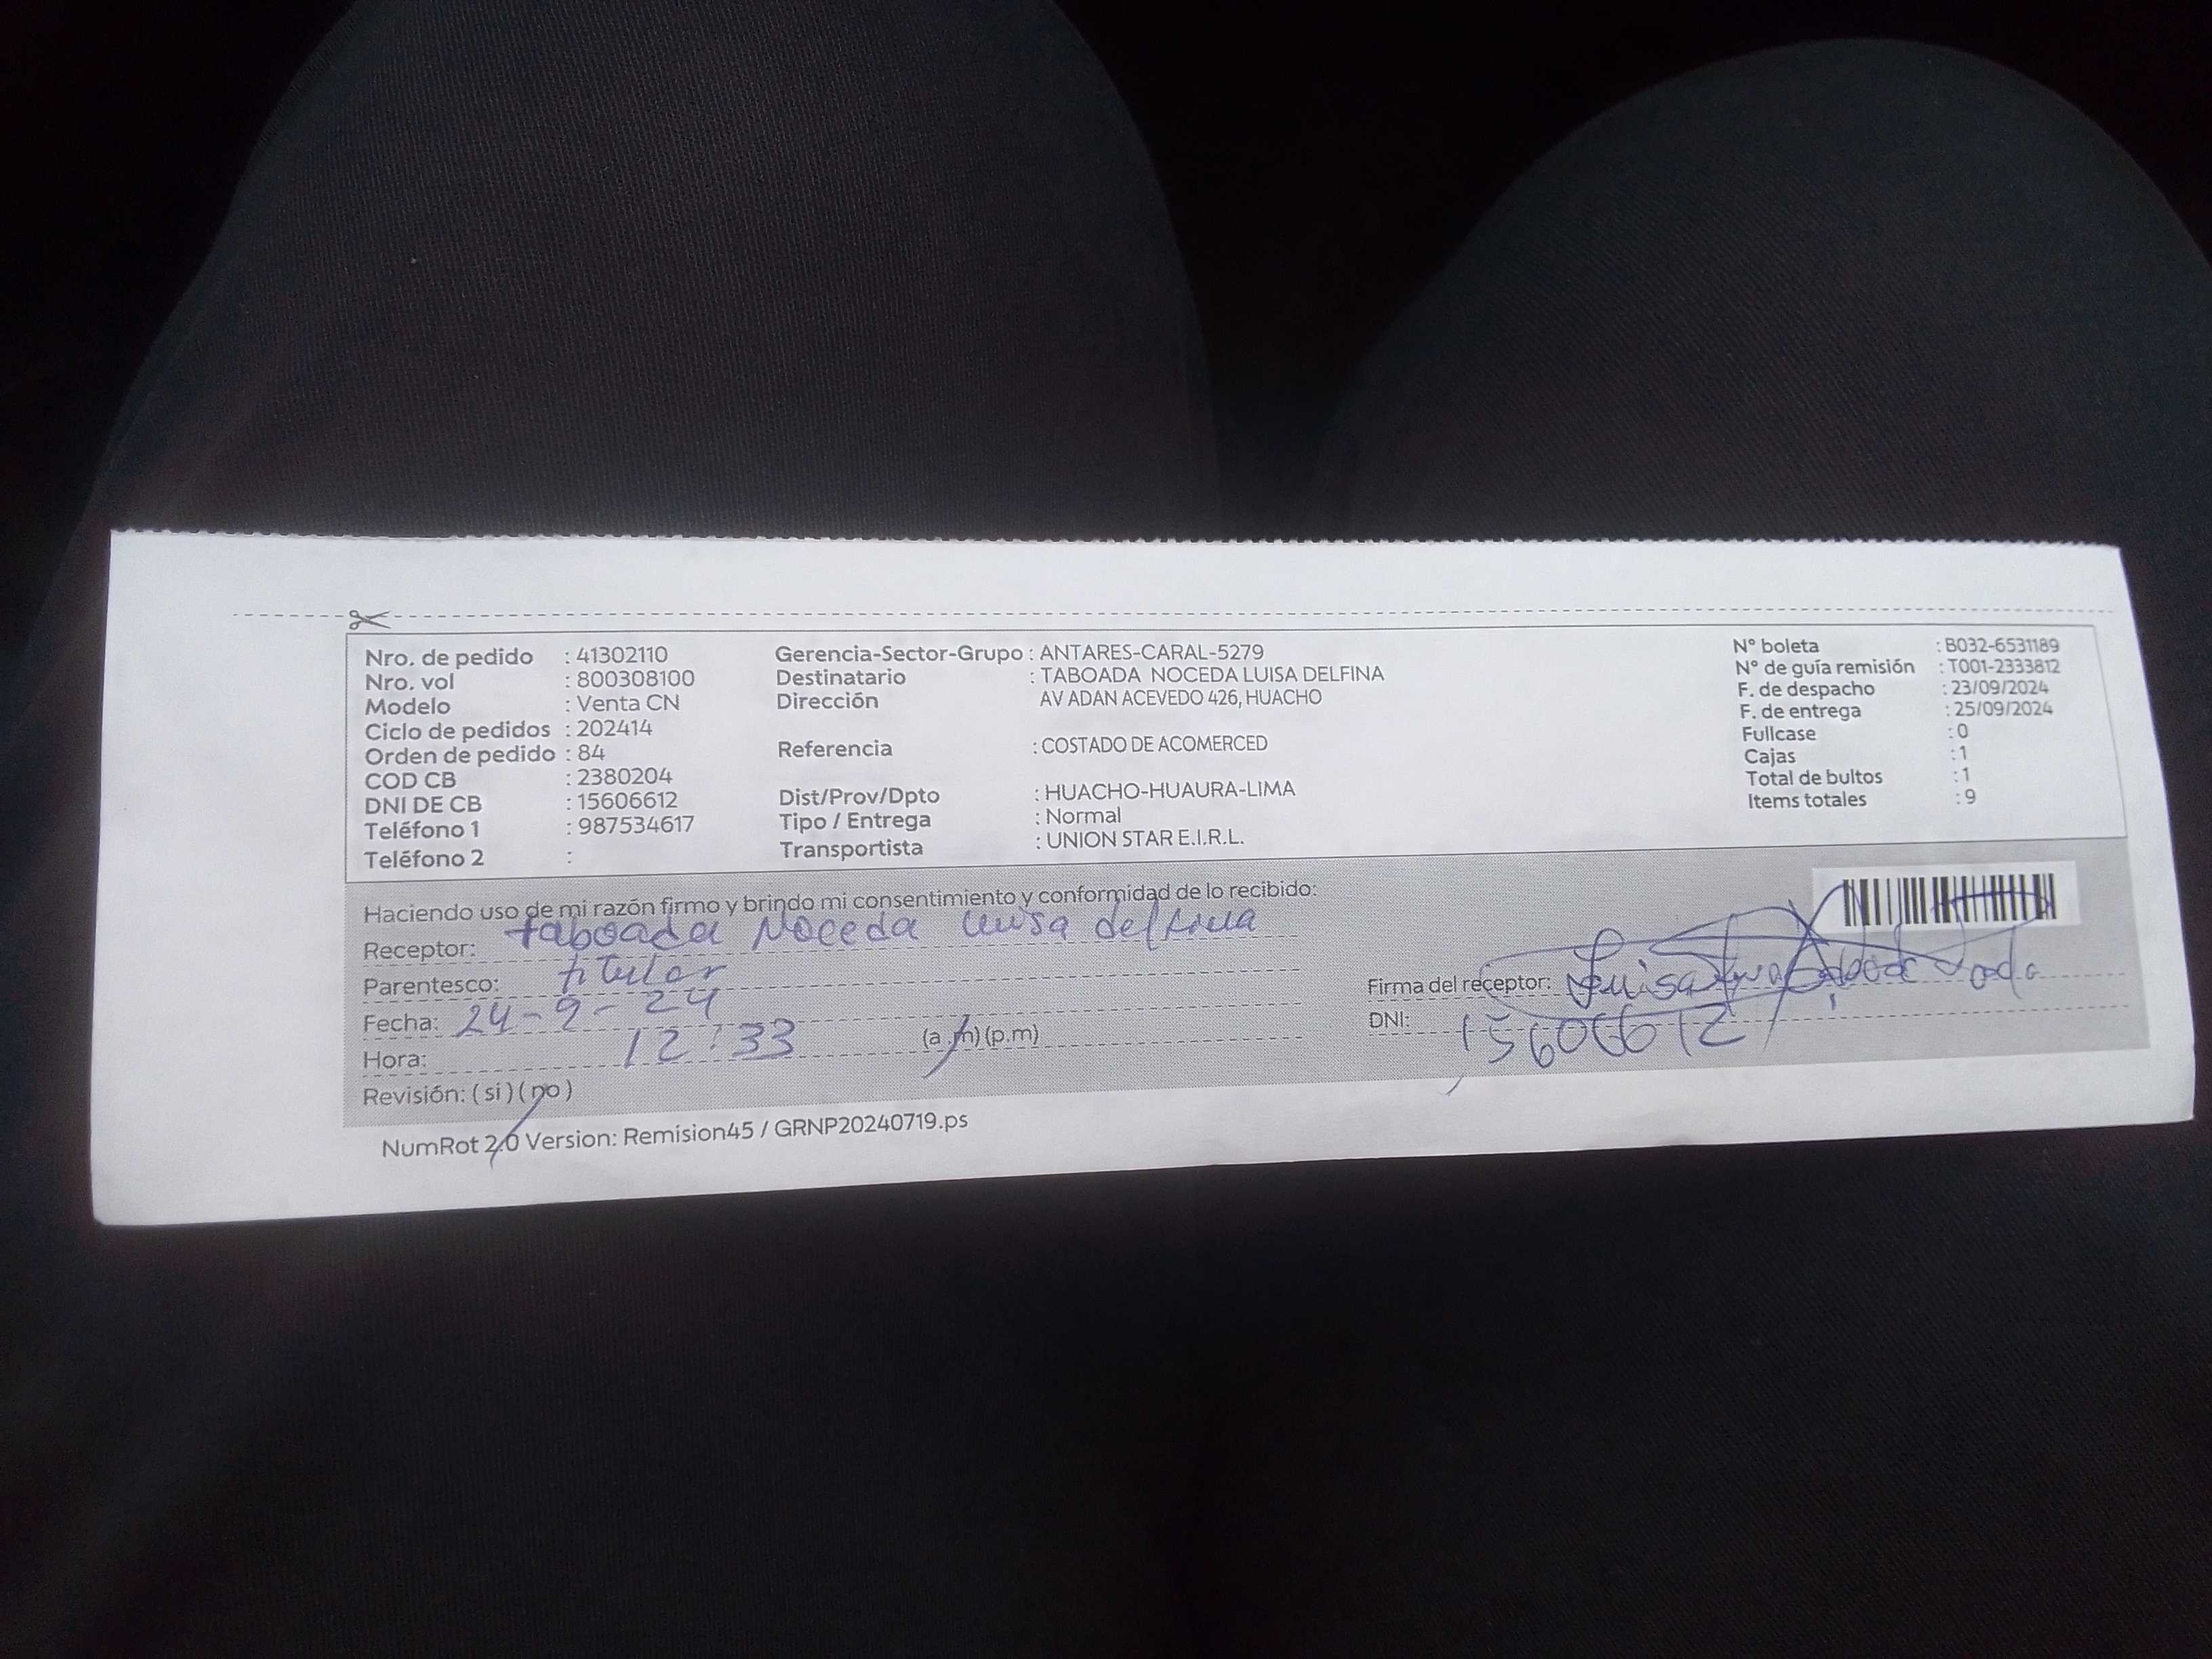 Nro. de pedido : 41302110
Nro. vol : 800308100
Modelo : Venta CN
Ciclo de pedidos : 202414
Orden de pedido : 84
COD CB : 2380204
DNI DE CB : 15606612
Teléfono 1 : 987534617
Teléfono 2 :
Gerencia-Sector-Grupo : ANTARES-CARAL-5279
Destinatario : TABOADA NOCEDA LUISA DELFINA
Dirección AV ADAN ACEVEDO 426, HUACHO
Referencia : COSTADO DE ACOMERCED
Dist/Prov/Dpto : HUACHO-HUAURA-LIMA
Tipo / Entrega : Normal
Transportista : UNION STAR E.I.R.L.
N° boleta : B032-6531189
N° de guía remisión : T001-2333812
F. de despacho : 23/09/2024
F. de entrega : 25/09/2024
Fullcase : 0
Cajas : 1
Total de bultos : 1
Items totales : 9
Haciendo uso de mi razón firmo y brindo mi consentimiento y conformidad de lo recibido:
Receptor: taboada Noceda Luisa delfina
Parentesco: titular
Fecha: 24-9-24
Hora: 12:33 (a.m)(p.m)
Revisión: (si)(no)
Firma del receptor: Luisa
DNI: 15606612
NumRot 2.0 Version: Remision45 / GRNP20240719.ps